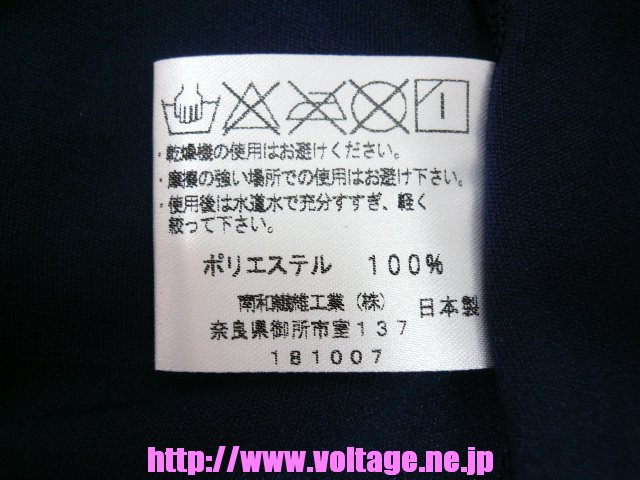 ・乾燥機の使用はお避けください。
・摩擦の強い場所での使用はお避け下さい。
・使用後は水道水で充分すすぎ、軽く
絞って下さい。
ポリエステル 100%
南和繊維工業(株) 日本製
奈良県御所市室137
181007
http://www.voltage.ne.jp